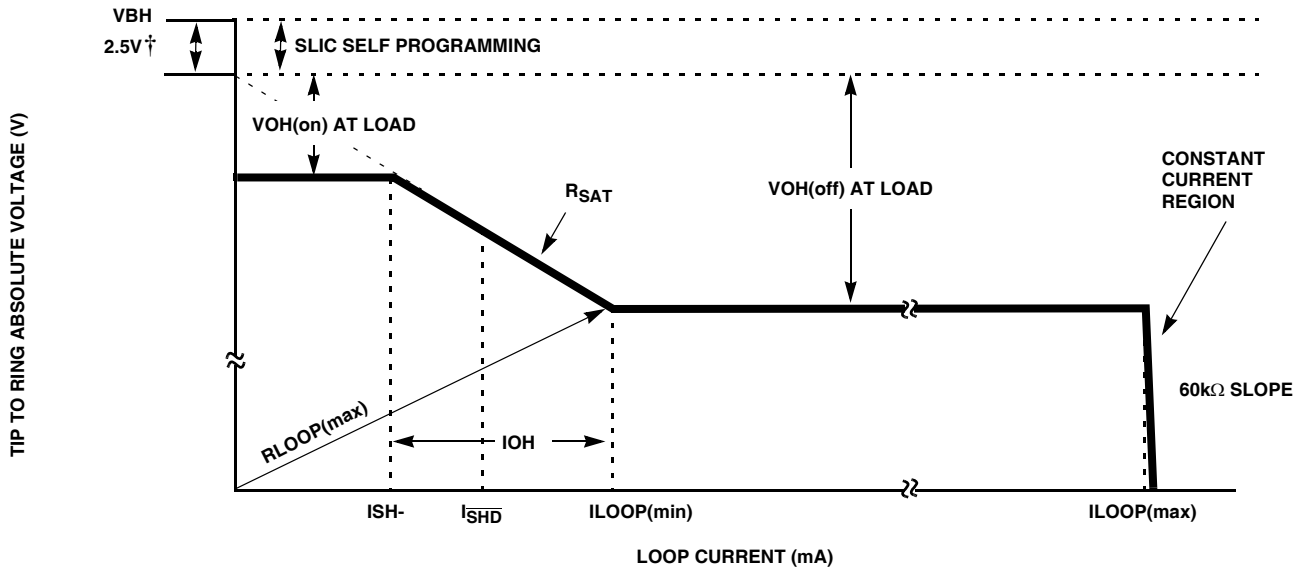 VBH
2.5V†
SLIC SELF PROGRAMMING
TIP TO RING ABSOLUTE VOLTAGE (V)
VOH(on) AT LOAD
RSAT
VOH(off) AT LOAD
CONSTANT
CURRENT
REGION
60kΩ SLOPE
RLOOP(max)
IOH
ISH-
ISHD
ILOOP(min)
ILOOP(max)
LOOP CURRENT (mA)